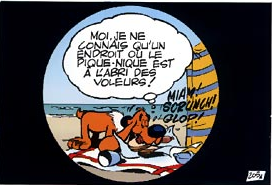 MOI, JE NE
CONNAIS QU'UN
ENDROIT OÙ LE
PIQUE-NIQUE EST
À L'ABRI DES
VOLEURS!
MIAM!
SCRUNCH!
GLOP!